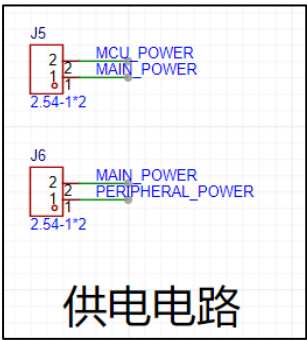 J5
MCU_POWER
2 2 MAIN_POWER
1 1
2.54-1*2
J6
MAIN_POWER
2 2 PERIPHERAL_POWER
1 1
2.54-1*2
供电电路